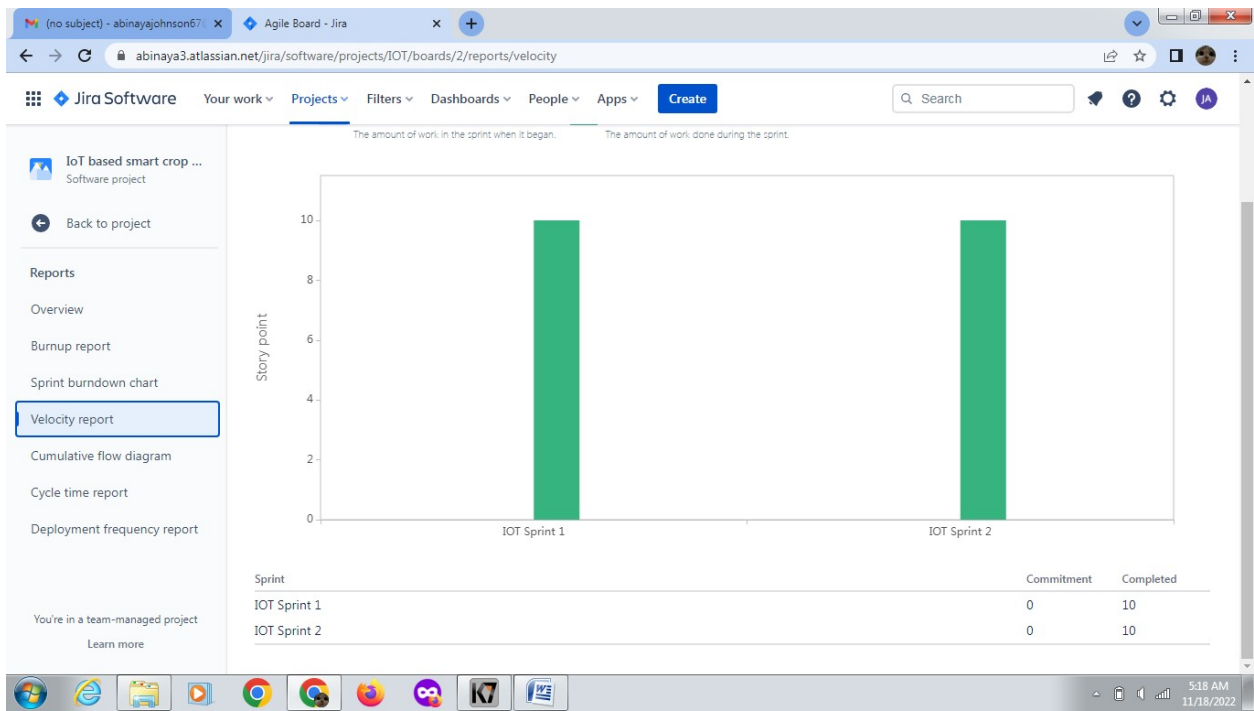 (no subject) - abinayajohnson67
Agile Board - Jira
abinaya3.atlassian.net/jira/software/projects/IOT/boards/2/reports/velocity
Jira Software Your work Projects Filters Dashboards People Apps Create Search JA
The amount of work in the sprint when it began. The amount of work done during the sprint.
IoT based smart crop ...
Software project
Back to project
Reports
Overview
Burnup report
Sprint burndown chart
Velocity report
Cumulative flow diagram
Cycle time report
Deployment frequency report
You're in a team-managed project
Learn more
Story point
10
8
6
4
2
0
IOT Sprint 1 IOT Sprint 2
Sprint Commitment Completed
IOT Sprint 1 0 10
IOT Sprint 2 0 10
K7
5:18 AM
11/18/2022